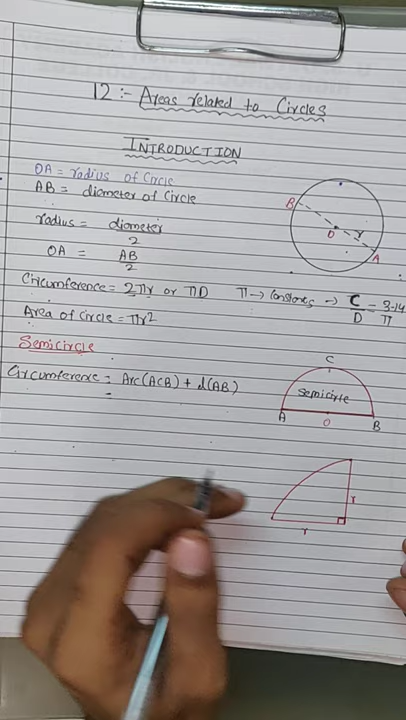 12 :- Areas related to Circles
INTRODUCTION
OA = radius of Circle
AB = diameter of Circle
radius = diameter
2
OA = AB
2
Circumference = 2πr or πD π → Constant → C = 3.14
D π
Area of circle = πr²
Semicircle
Circumference = Arc(ACB) + d(AB)
=
B
O
r
A
C
Semicircle
A
O
B
r
r